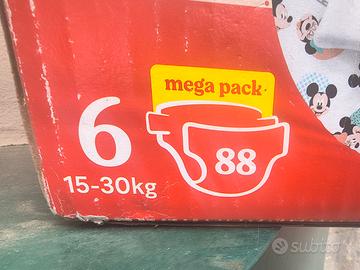 mega pack
6
88
15-30kg
subito